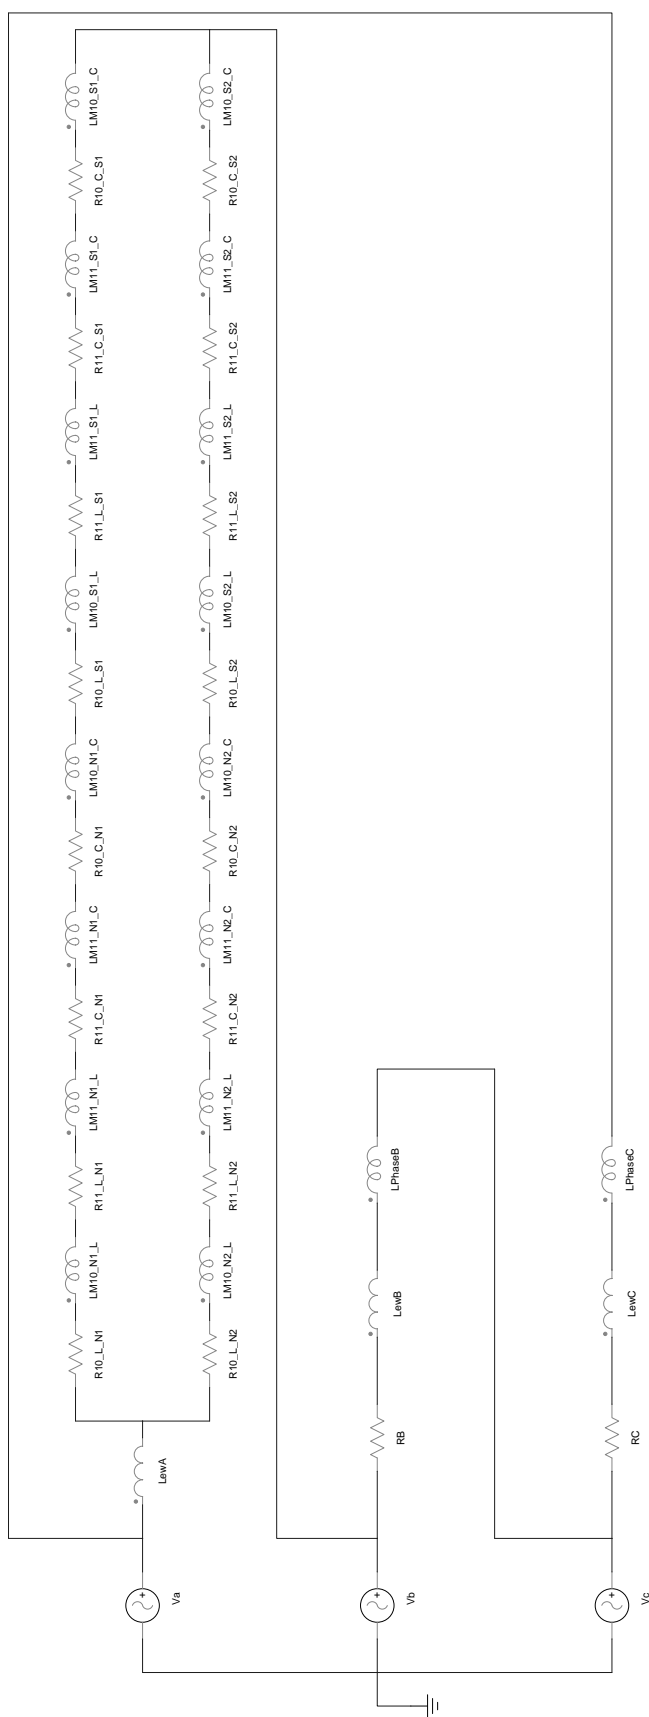 LM10_S1_C
LM10_S2_C
R10_C_S1
R10_C_S2
LM11_S1_C
LM11_S2_C
R11_C_S1
R11_C_S2
LM11_S1_L
LM11_S2_L
R11_L_S1
R11_L_S2
LM10_S1_L
LM10_S2_L
R10_L_S1
R10_L_S2
LM10_N1_C
LM10_N2_C
R10_C_N1
R10_C_N2
LM11_N1_C
LM11_N2_C
R11_C_N1
R11_C_N2
LM11_N1_L
LM11_N2_L
R11_L_N1
R11_L_N2
LPhaseB
LPhaseC
LM10_N1_L
LM10_N2_L
LewB
LewC
R10_L_N1
R10_L_N2
LewA
RB
RC
Va
+
Vb
+
Vc
+